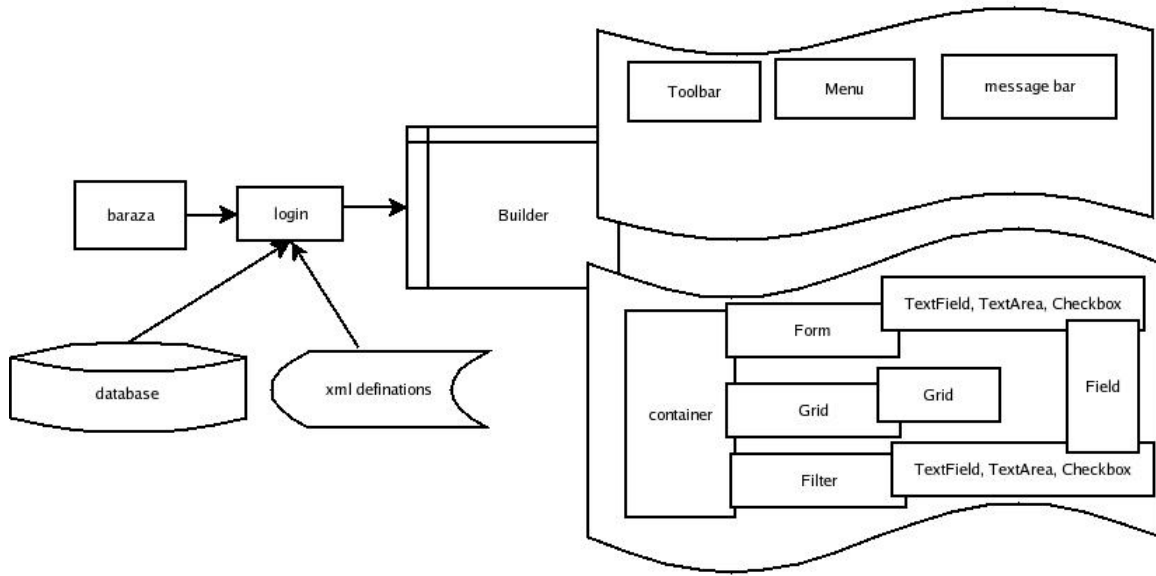 Toolbar
Menu
message bar
baraza
login
Builder
database
xml definations
container
Form
TextField, TextArea, Checkbox
Grid
Grid
Field
Filter
TextField, TextArea, Checkbox